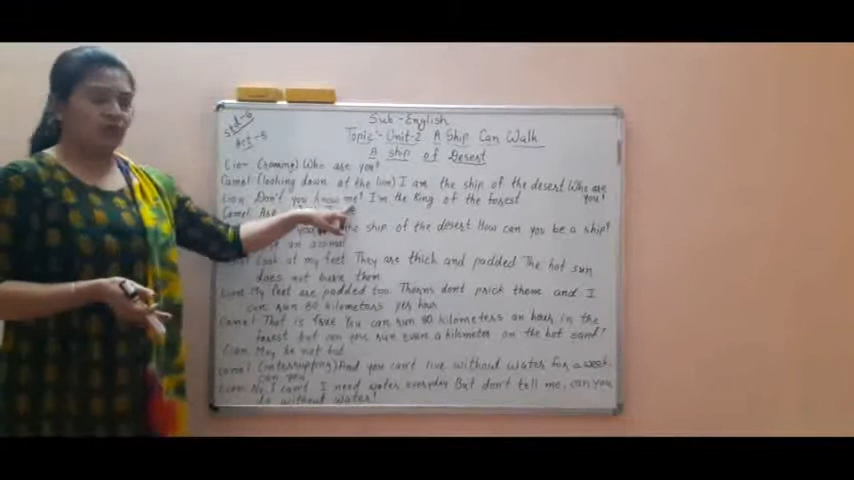 Sub-English
Std-6
Topic:- Unit-2 A Ship Can Walk
Act-5
A ship of Desert
Lion- (roaming) Who are you?
Camel (looking down at the lion) I am the ship of the desert Who are you?
Lion Don't you know me? I'm the King of the forest
Camel
the ship of the desert How can you be a ship?
an animal
Look at my feet They are thick and padded The hot sun
does not burn them
Lion: My feet are padded too. Thorns don't prick them and I
can run 80 kilometers per hour
Camel That is true You can run 80 kilometers an hour in the
forest but can you run even a kilometer on the hot sand?
Lion: May be not but
Camel (interrupting) And you can't live without water for a week.
can you
Lion: No, I can't I need water everyday But don't tell me, can you
do without water?